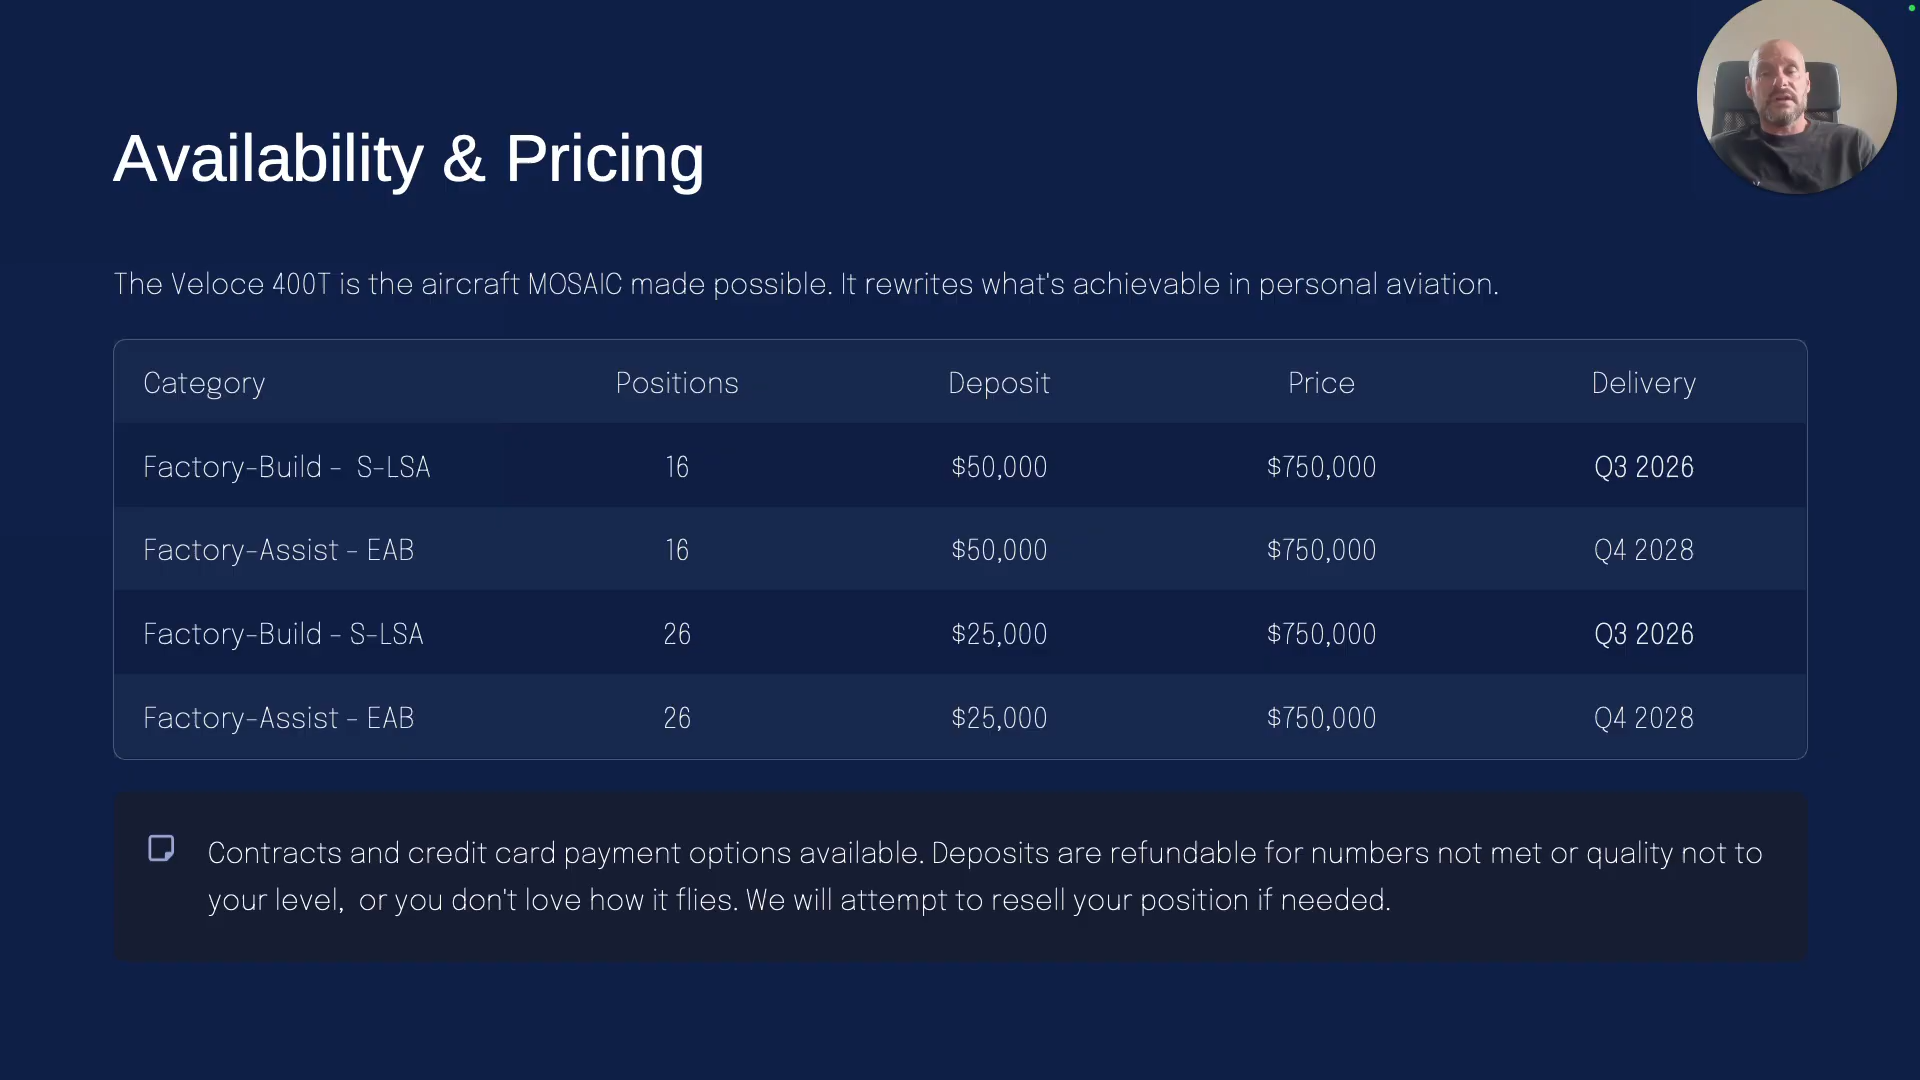 Availability & Pricing
The Veloce 400T is the aircraft MOSAIC made possible. It rewrites what's achievable in personal aviation.
Category Positions Deposit Price Delivery
Factory-Build - S-LSA 16 $50,000 $750,000 Q3 2026
Factory-Assist - EAB 16 $50,000 $750,000 Q4 2028
Factory-Build - S-LSA 26 $25,000 $750,000 Q3 2026
Factory-Assist - EAB 26 $25,000 $750,000 Q4 2028
Contracts and credit card payment options available. Deposits are refundable for numbers not met or quality not to
your level, or you don't love how it flies. We will attempt to resell your position if needed.